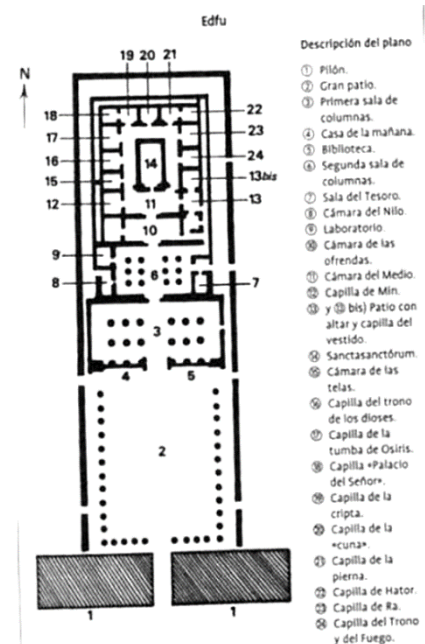 Edfu
N
19 20 21
18
17
16
15
12
22
23
24
13bis
13
14
11
10
9
8
6
7
3
4
5
2
1
1
Descripción del plano
① Pilón.
② Gran patio.
③ Primera sala de
columnas.
④ Casa de la mañana.
⑤ Biblioteca.
⑥ Segunda sala de
columnas.
⑦ Sala del Tesoro.
⑧ Cámara del Nilo.
⑨ Laboratorio.
⑩ Cámara de las
ofrendas.
⑪ Cámara del Medio.
⑫ Capilla de Min.
⑬ y ⑬ bis) Patio con
altar y capilla del
vestido.
⑭ Sanctasanctórum.
⑮ Cámara de las
telas.
⑯ Capilla del trono
de los dioses.
⑰ Capilla de la
tumba de Osiris.
⑱ Capilla «Palacio
del Señor».
⑲ Capilla de la
cripta.
⑳ Capilla de la
«cuna».
㉑ Capilla de la
pierna.
㉒ Capilla de Hator.
㉓ Capilla de Ra.
㉔ Capilla del Trono
y del Fuego.